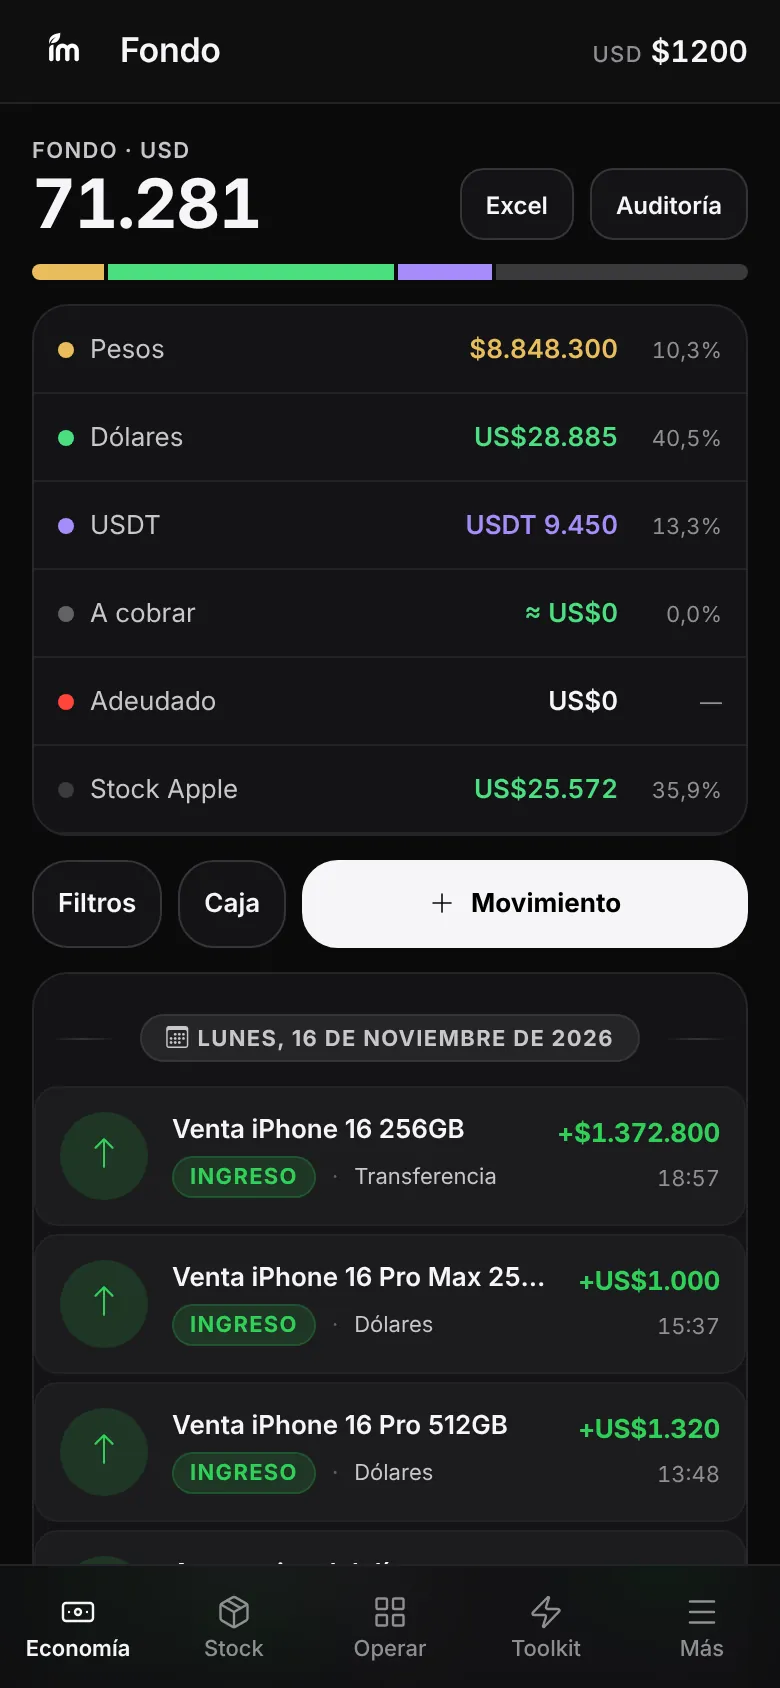 im Fondo USD $1200
FONDO · USD
71.281
Excel Auditoría
Pesos $8.848.300 10,3%
Dólares US$28.885 40,5%
USDT USDT 9.450 13,3%
A cobrar ≈ US$0 0,0%
Adeudado US$0 —
Stock Apple US$25.572 35,9%
Filtros Caja + Movimiento
LUNES, 16 DE NOVIEMBRE DE 2026
Venta iPhone 16 256GB +$1.372.800
INGRESO · Transferencia 18:57
Venta iPhone 16 Pro Max 25... +US$1.000
INGRESO · Dólares 15:37
Venta iPhone 16 Pro 512GB +US$1.320
INGRESO · Dólares 13:48
Economía Stock Operar Toolkit Más